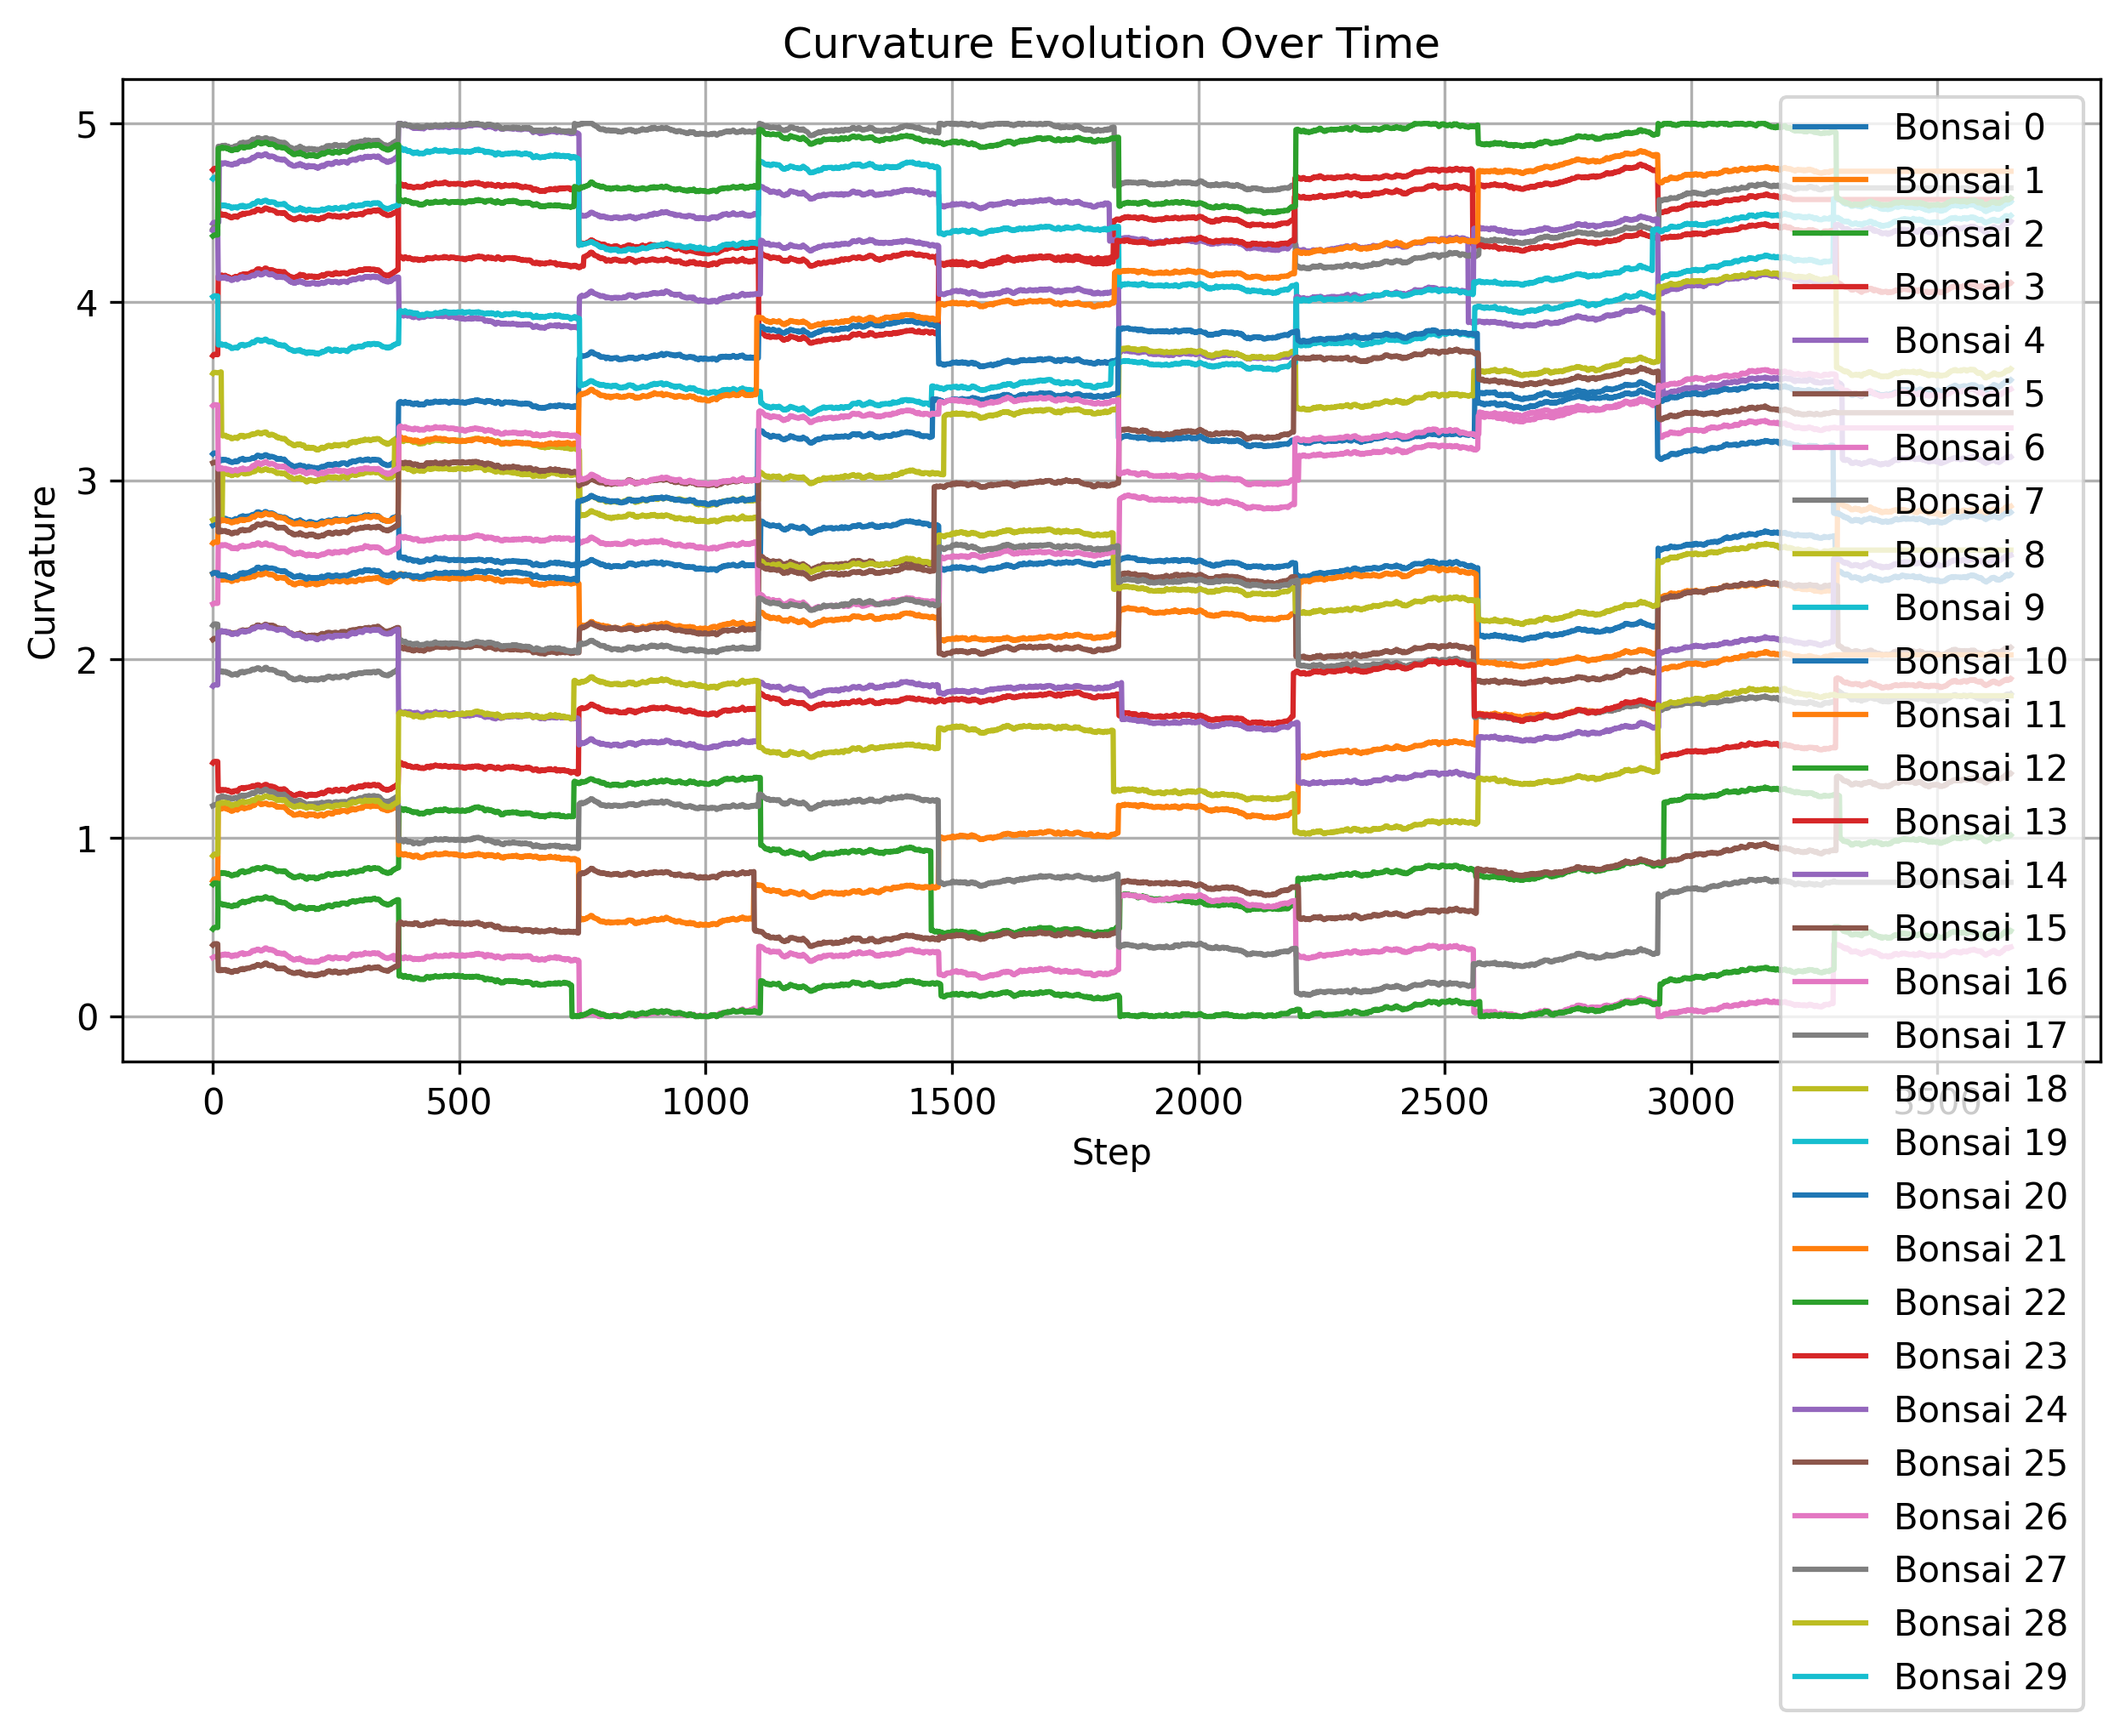 Curvature Evolution Over Time
5
4
3
2
1
0
Curvature
0
500
1000
1500
2000
2500
3000
3500
Step
Bonsai 0
Bonsai 1
Bonsai 2
Bonsai 3
Bonsai 4
Bonsai 5
Bonsai 6
Bonsai 7
Bonsai 8
Bonsai 9
Bonsai 10
Bonsai 11
Bonsai 12
Bonsai 13
Bonsai 14
Bonsai 15
Bonsai 16
Bonsai 17
Bonsai 18
Bonsai 19
Bonsai 20
Bonsai 21
Bonsai 22
Bonsai 23
Bonsai 24
Bonsai 25
Bonsai 26
Bonsai 27
Bonsai 28
Bonsai 29